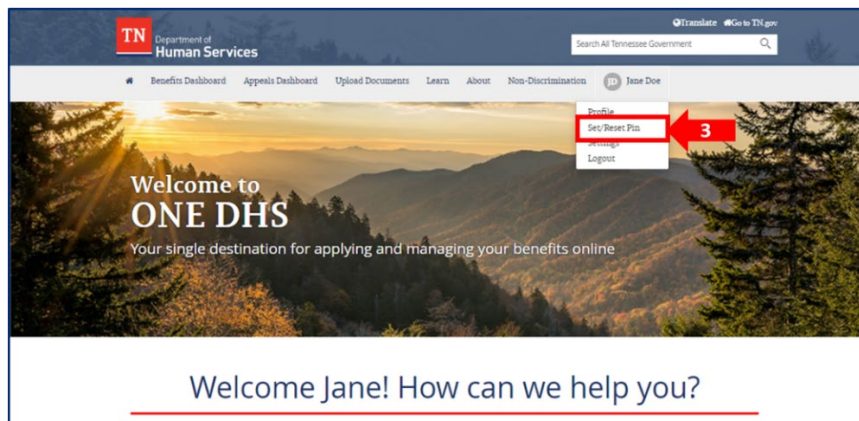 Translate Go to TN.gov
TN Department of
Human Services
Search All Tennessee Government
Benefits Dashboard Appeals Dashboard Upload Documents Learn About Non-Discrimination JD Jane Doe
Profile
Set/Reset Pin
3
Settings
Logout
Welcome to
ONE DHS
Your single destination for applying and managing your benefits online
Welcome Jane! How can we help you?